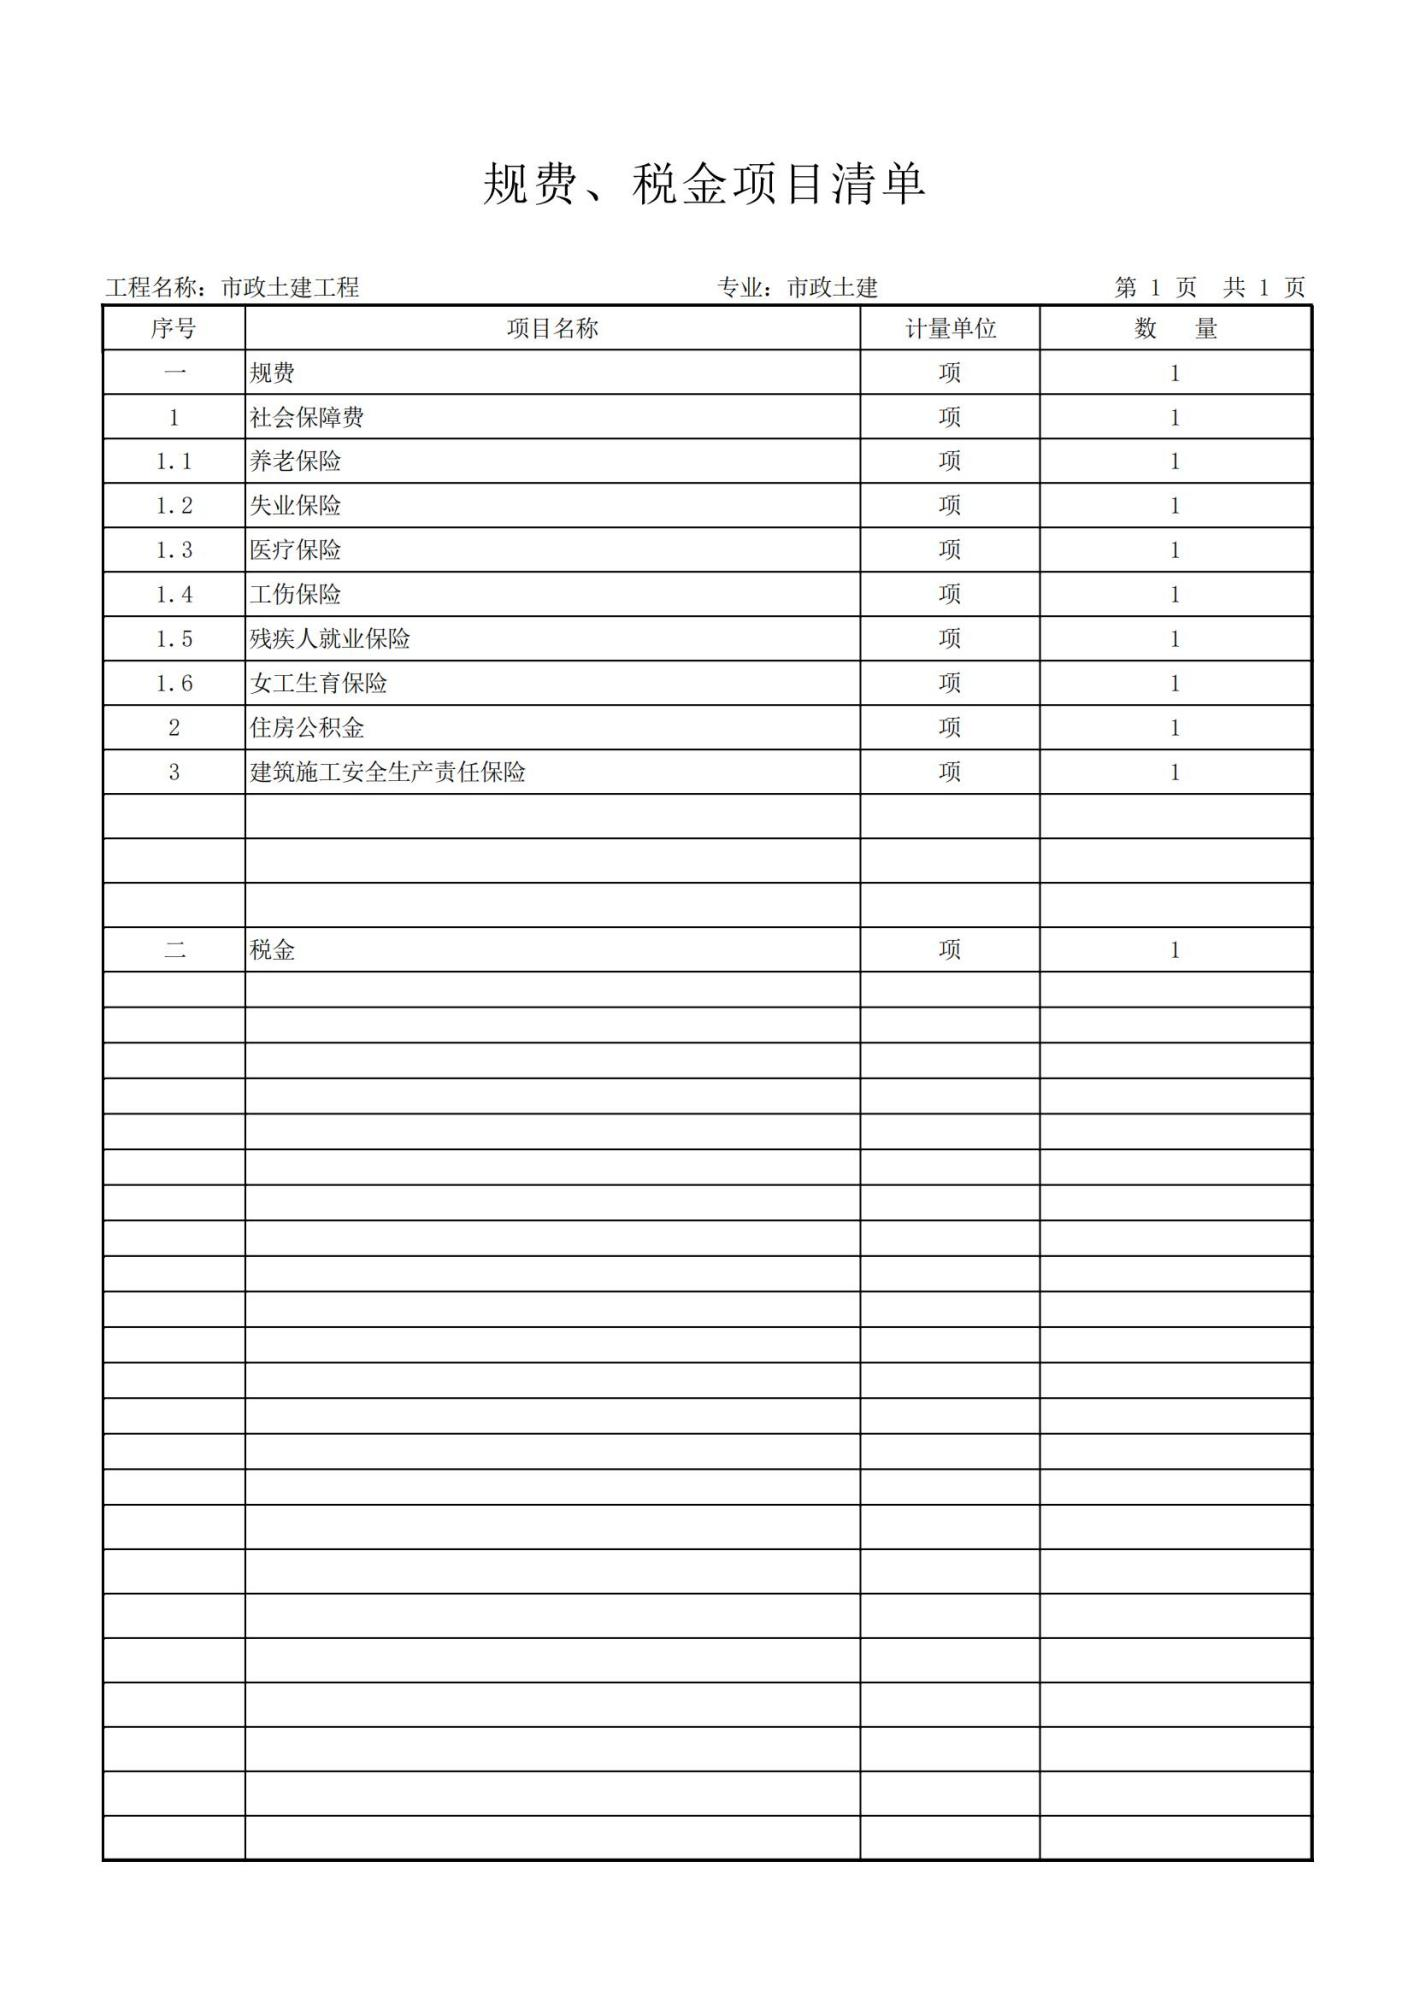 规费、税金项目清单
工程名称：市政土建工程 专业：市政土建 第 1 页 共 1 页
序号 项目名称 计量单位 数 量
一 规费 项 1
1 社会保障费 项 1
1.1 养老保险 项 1
1.2 失业保险 项 1
1.3 医疗保险 项 1
1.4 工伤保险 项 1
1.5 残疾人就业保险 项 1
1.6 女工生育保险 项 1
2 住房公积金 项 1
3 建筑施工安全生产责任保险 项 1
二 税金 项 1